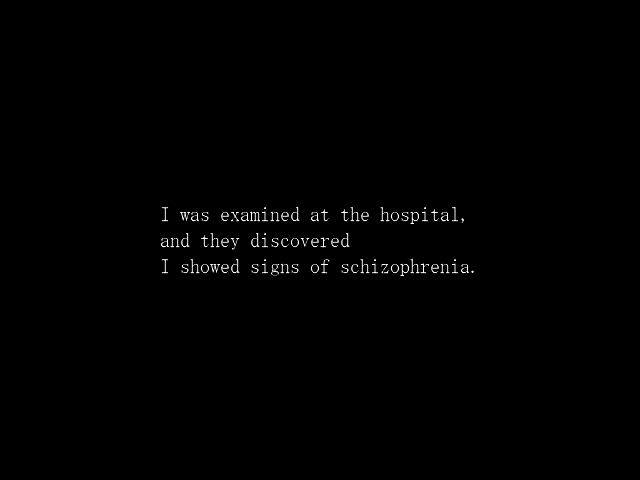 I was examined at the hospital,
and they discovered
I showed signs of schizophrenia.